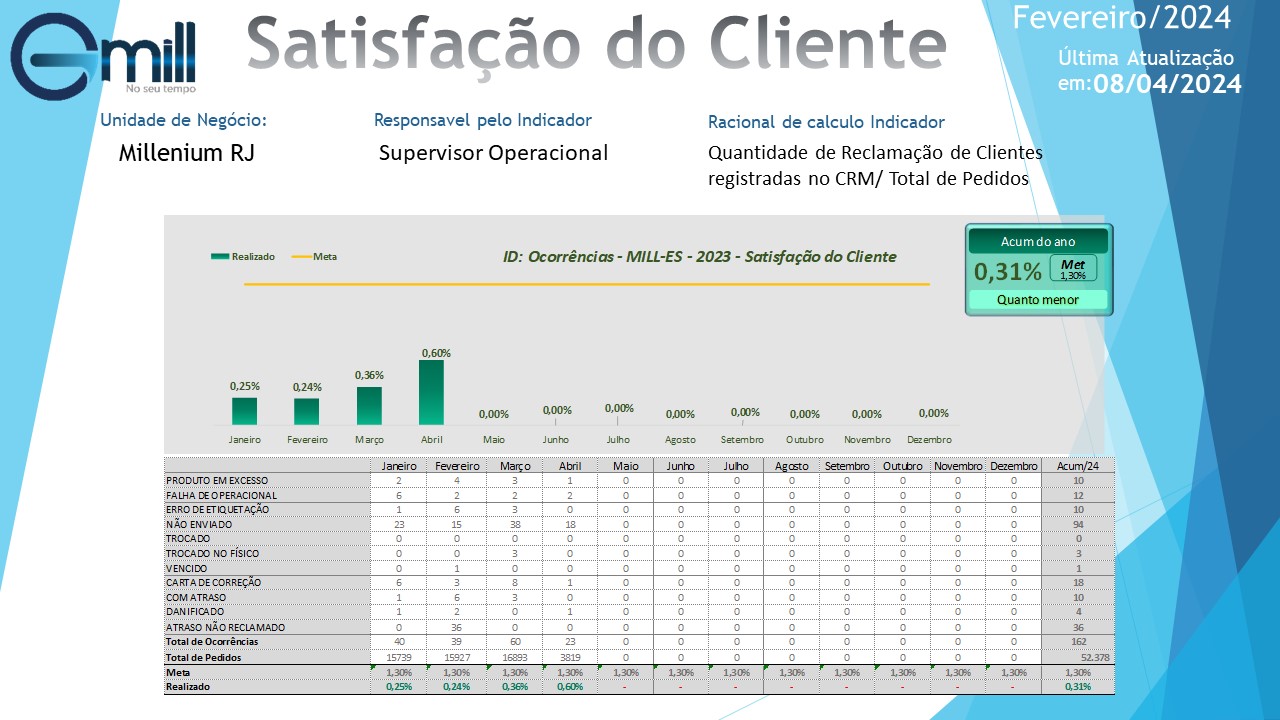 Gmill
No seu tempo
Satisfação do Cliente
Fevereiro/2024
Última Atualização
em:08/04/2024
Unidade de Negócio:
Millenium RJ
Responsavel pelo Indicador
Supervisor Operacional
Racional de calculo Indicador
Quantidade de Reclamação de Clientes
registradas no CRM/ Total de Pedidos
Realizado Meta
ID: Ocorrências - MILL-ES - 2023 - Satisfação do Cliente
Acum do ano
0,31% Met
1,30%
Quanto menor
0,25% 0,24% 0,36% 0,60% 0,00% 0,00% 0,00% 0,00% 0,00% 0,00% 0,00% 0,00%
Janeiro Fevereiro Março Abril Maio Junho Julho Agosto Setembro Outubro Novembro Dezembro
Janeiro Fevereiro Março Abril Maio Junho Julho Agosto Setembro Outubro Novembro Dezembro Acum/24
PRODUTO EM EXCESSO 2 4 3 1 0 0 0 0 0 0 0 0 10
FALHA DE OPERACIONAL 6 2 2 2 0 0 0 0 0 0 0 0 12
ERRO DE ETIQUETAÇÃO 1 6 3 0 0 0 0 0 0 0 0 0 10
NÃO ENVIADO 23 15 38 18 0 0 0 0 0 0 0 0 94
TROCADO 0 0 0 0 0 0 0 0 0 0 0 0 0
TROCADO NO FÍSICO 0 0 3 0 0 0 0 0 0 0 0 0 3
VENCIDO 0 1 0 0 0 0 0 0 0 0 0 0 1
CARTA DE CORREÇÃO 6 3 8 1 0 0 0 0 0 0 0 0 18
COM ATRASO 1 6 3 0 0 0 0 0 0 0 0 0 10
DANIFICADO 1 2 0 1 0 0 0 0 0 0 0 0 4
ATRASO NÃO RECLAMADO 0 36 0 0 0 0 0 0 0 0 0 0 36
Total de Ocorrências 40 39 60 23 0 0 0 0 0 0 0 0 162
Total de Pedidos 15739 15927 16893 3819 0 0 0 0 0 0 0 0 52.378
Meta 1,30% 1,30% 1,30% 1,30% 1,30% 1,30% 1,30% 1,30% 1,30% 1,30% 1,30% 1,30% 1,30%
Realizado 0,25% 0,24% 0,36% 0,60% - - - - - - - - 0,31%